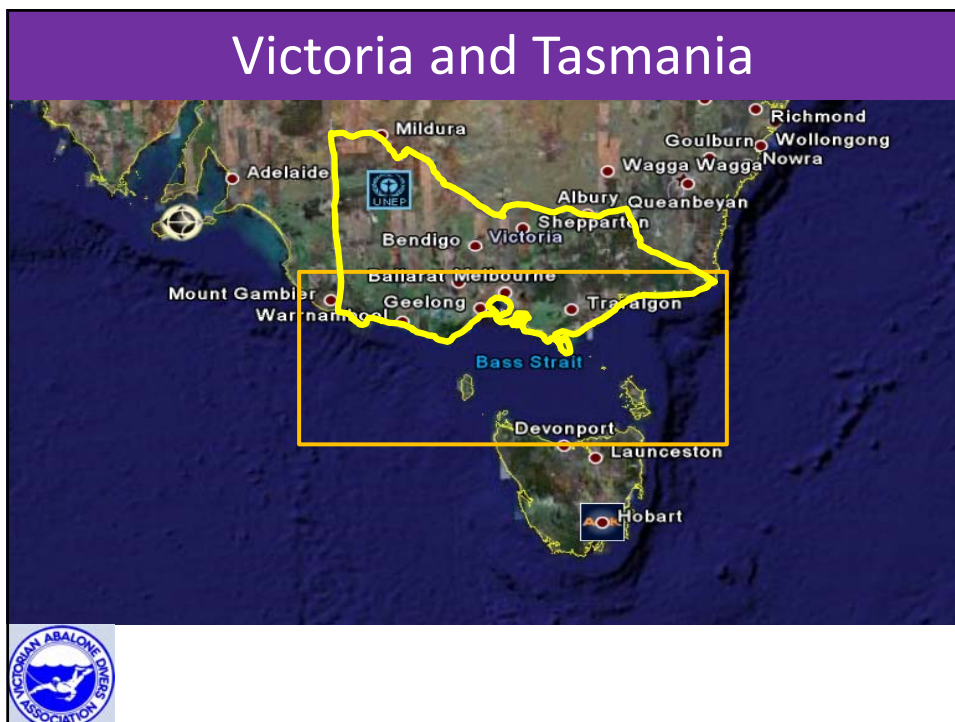 Victoria and Tasmania
Richmond
Mildura
Goulburn
Wollongong
Wagga Wagga
Nowra
Adelaide
UNEP
Albury
Queanbeyan
Shepparton
Bendigo
Victoria
Ballarat
Melbourne
Mount Gambier
Geelong
Traralgon
Warrnambool
Bass Strait
Devonport
Launceston
Hobart
VICTORIAN ABALONE DIVERS ASSOCIATION